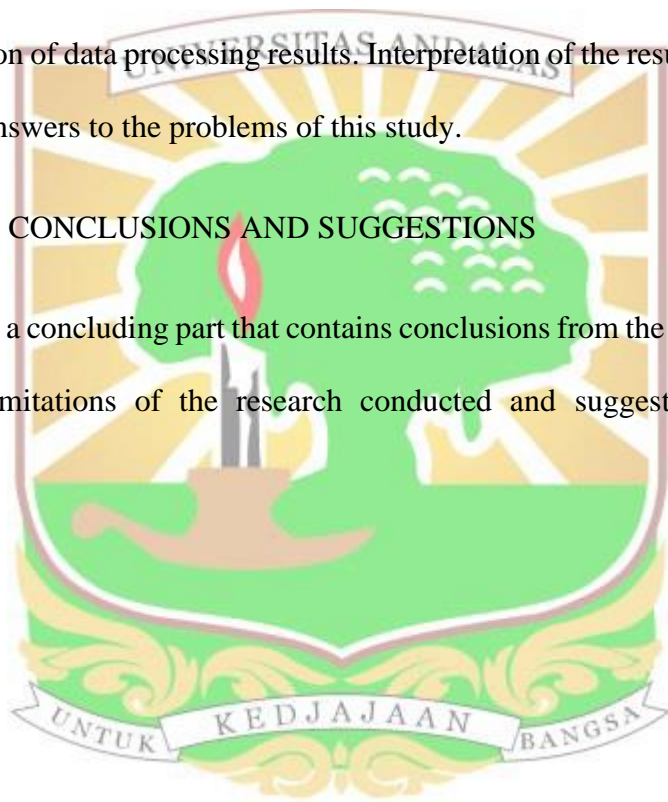 UNIVERSITAS ANDALAS
ion of data processing results. Interpretation of the resu
nswers to the problems of this study.
CONCLUSIONS AND SUGGESTIONS
a concluding part that contains conclusions from the
mitations of the research conducted and suggest
UNTUK KEDJAJAAN BANGSA